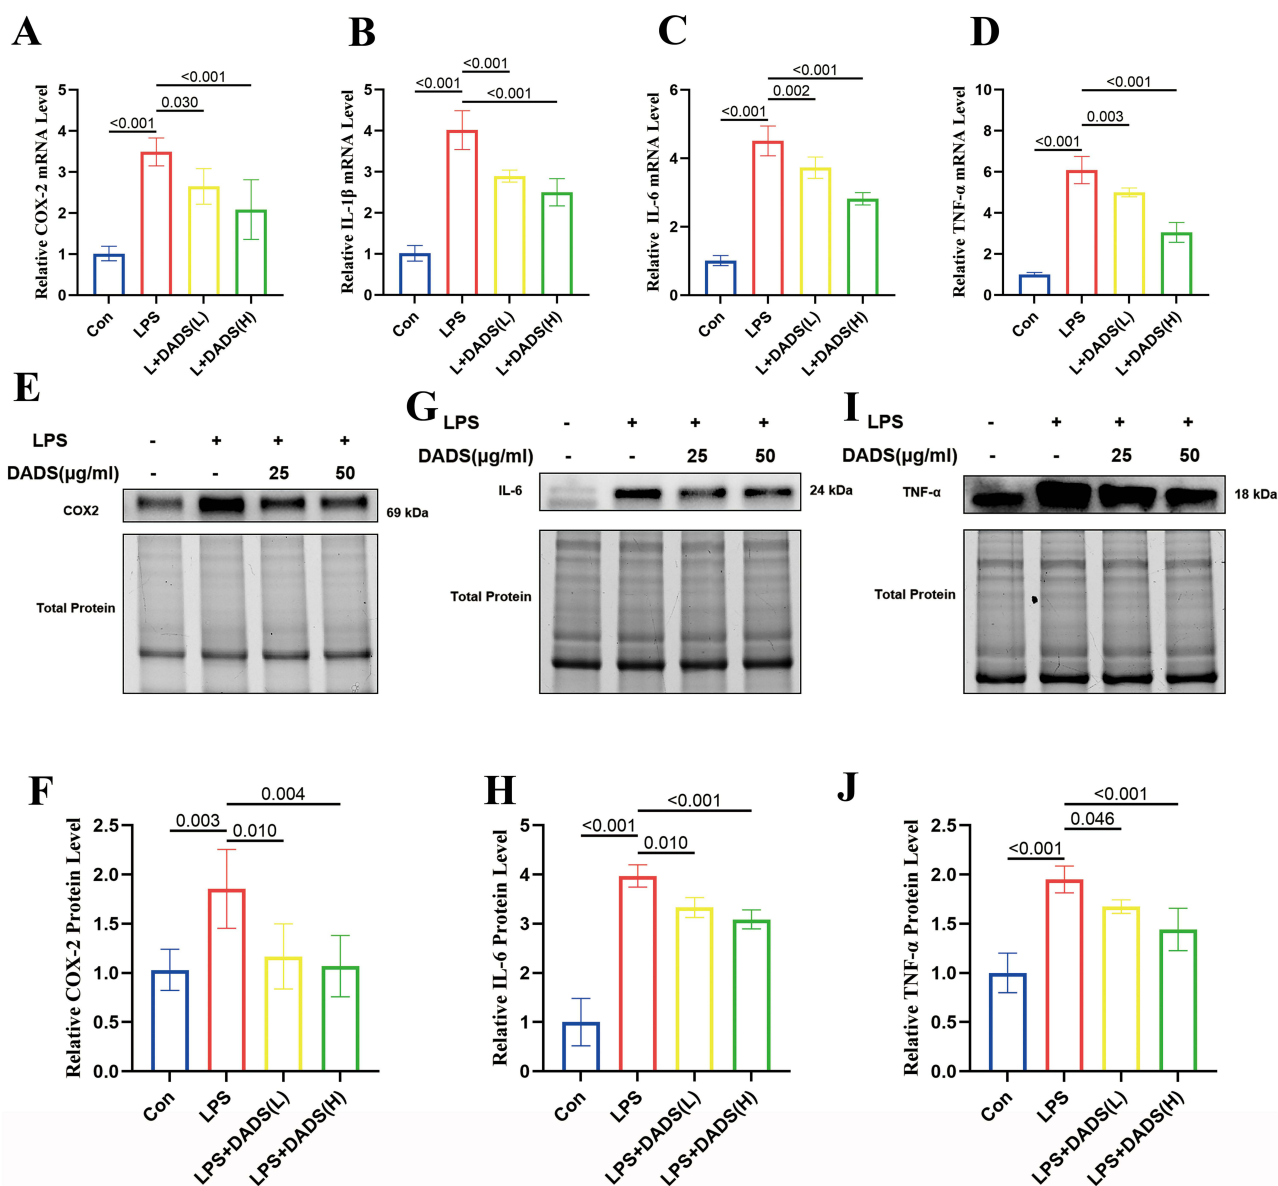 A
B
C
D
Relative COX-2 mRNA Level
5
4
3
2
1
0
<0.001
0.030
<0.001
Con
LPS
L+DADS(L)
L+DADS(H)
Relative IL-1β mRNA Level
5
4
3
2
1
0
<0.001
<0.001
<0.001
Con
LPS
L+DADS(L)
L+DADS(H)
Relative IL-6 mRNA Level
6
4
2
0
<0.001
0.002
<0.001
Con
LPS
L+DADS(L)
L+DADS(H)
Relative TNF-α mRNA Level
10
8
6
4
2
0
<0.001
0.003
<0.001
Con
LPS
L+DADS(L)
L+DADS(H)
E
LPS - + + +
DADS(μg/ml) - - 25 50
COX2 69 kDa
Total Protein
G
LPS - + + +
DADS(μg/ml) - - 25 50
IL-6 24 kDa
Total Protein
I
LPS - + + +
DADS(μg/ml) - - 25 50
TNF-α 18 kDa
Total Protein
F
Relative COX-2 Protein Level
2.5
2.0
1.5
1.0
0.5
0.0
0.004
0.003
0.010
Con
LPS
LPS+DADS(L)
LPS+DADS(H)
H
Relative IL-6 Protein Level
5
4
3
2
1
0
<0.001
<0.001
0.010
Con
LPS
LPS+DADS(L)
LPS+DADS(H)
J
Relative TNF-α Protein Level
2.5
2.0
1.5
1.0
0.5
0.0
<0.001
0.046
<0.001
Con
LPS
LPS+DADS(L)
LPS+DADS(H)